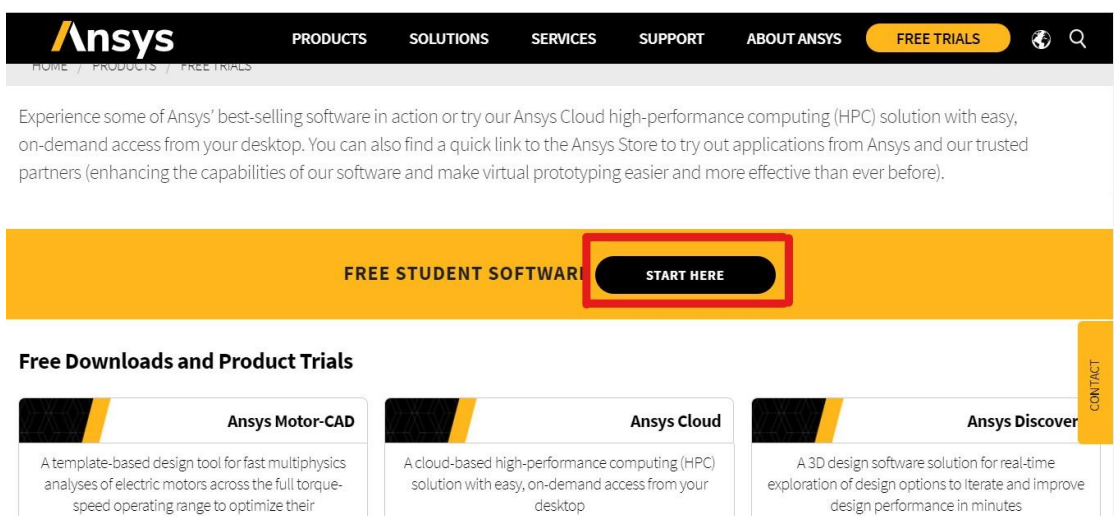 Ansys
PRODUCTS SOLUTIONS SERVICES SUPPORT ABOUT ANSYS FREE TRIALS
HOME / PRODUCTS / FREE TRIALS
Experience some of Ansys’ best-selling software in action or try our Ansys Cloud high-performance computing (HPC) solution with easy,
on-demand access from your desktop. You can also find a quick link to the Ansys Store to try out applications from Ansys and our trusted
partners (enhancing the capabilities of our software and make virtual prototyping easier and more effective than ever before).
FREE STUDENT SOFTWARE START HERE
CONTACT
Free Downloads and Product Trials
Ansys Motor-CAD
A template-based design tool for fast multiphysics
analyses of electric motors across the full torque-
speed operating range to optimize their
Ansys Cloud
A cloud-based high-performance computing (HPC)
solution with easy, on-demand access from your
desktop
Ansys Discover
A 3D design software solution for real-time
exploration of design options to Iterate and improve
design performance in minutes